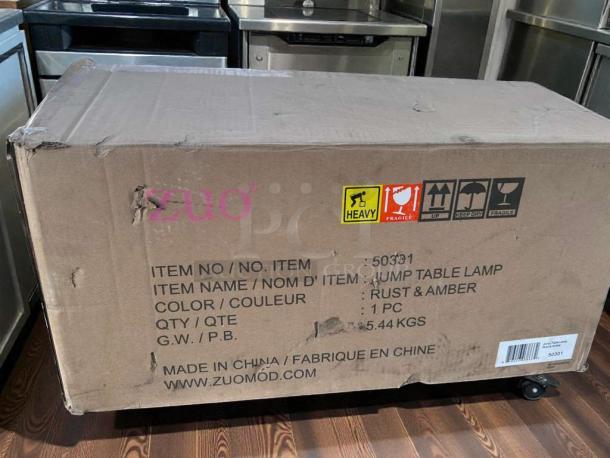 zuo
HEAVY
FRAGILE
UP
KEEP DRY
FRAGILE
ITEM NO / NO. ITEM : 50301
ITEM NAME / NOM D' ITEM : JUMP TABLE LAMP
COLOR / COULEUR : RUST & AMBER
QTY / QTE : 1 PC
G.W. / P.B. : 5.44 KGS
MADE IN CHINA / FABRIQUE EN CHINE
WWW.ZUOMOD.COM
50301